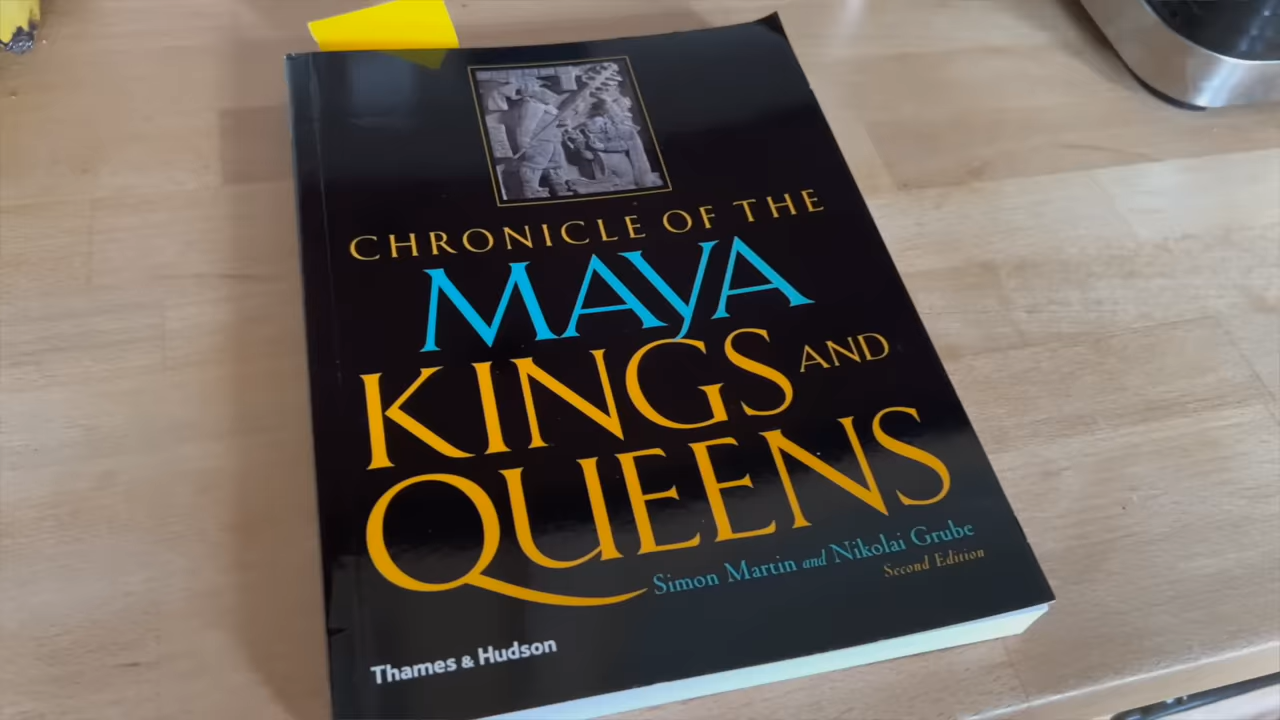 CHRONICLE OF THE
MAYA
KINGS AND
QUEENS
Simon Martin and Nikolai Grube
Second Edition
Thames & Hudson